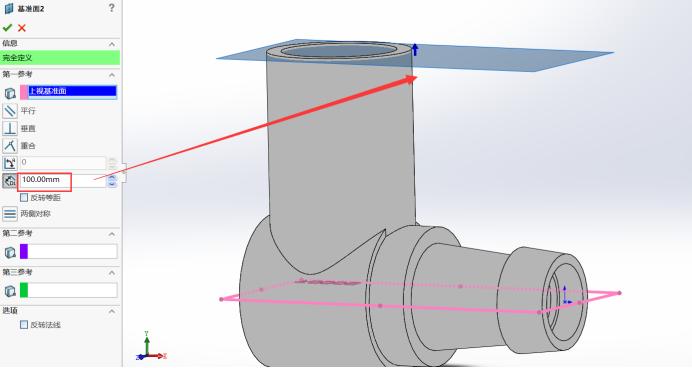 基准面2
?
信息
完全定义
第一参考
上视基准面
平行
垂直
重合
0
100.00mm
反转等距
两侧对称
第二参考
第三参考
选项
反转法线
Y
Z
X